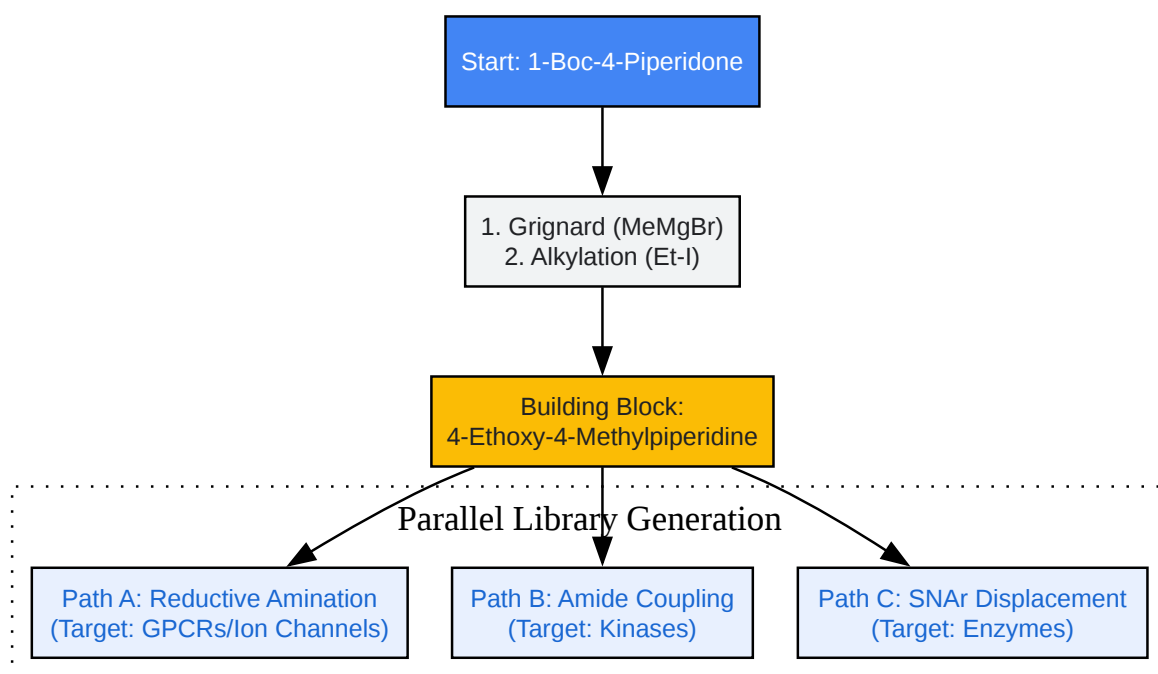 Start: 1-Boc-4-Piperidone
1. Grignard (MeMgBr)
2. Alkylation (Et-I)
Building Block:
4-Ethoxy-4-Methylpiperidine
Parallel Library Generation
Path A: Reductive Amination
(Target: GPCRs/Ion Channels)
Path B: Amide Coupling
(Target: Kinases)
Path C: SNAr Displacement
(Target: Enzymes)